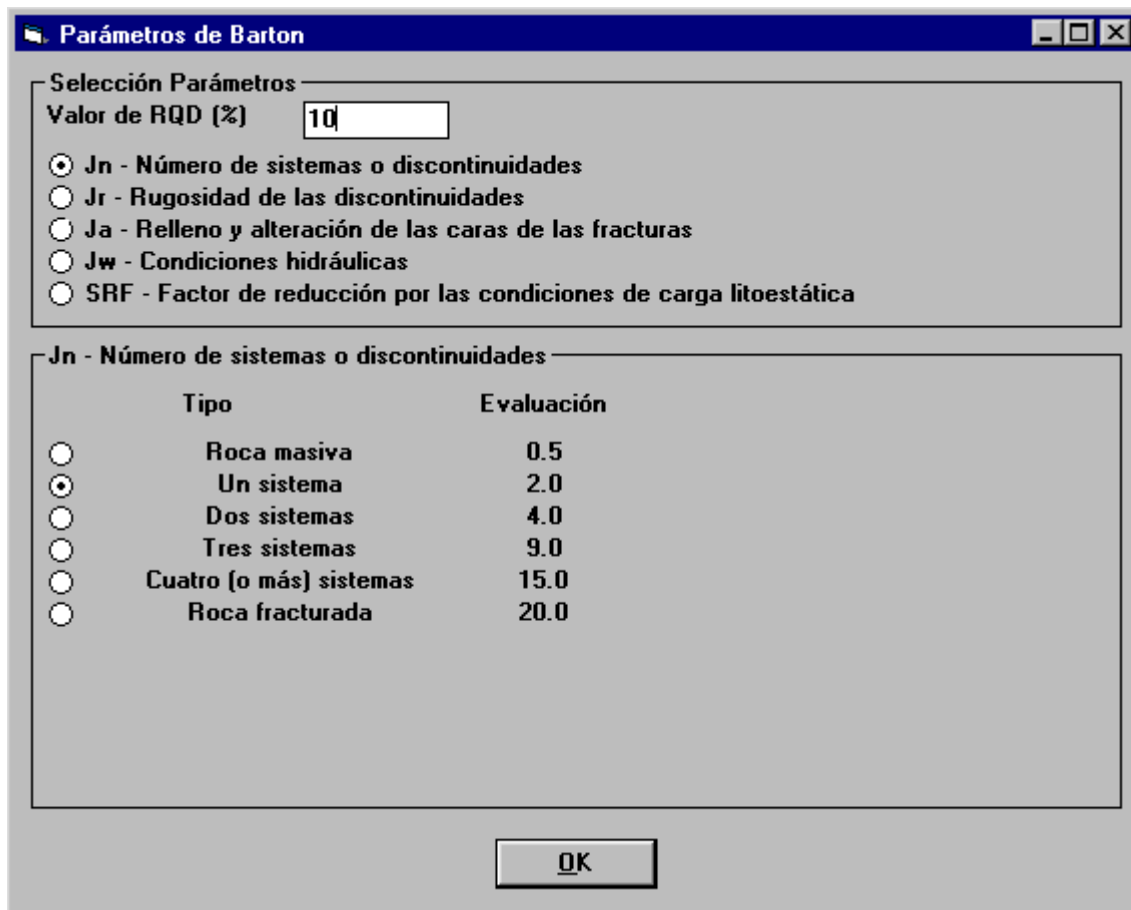 Parámetros de Barton
Selección Parámetros
Valor de RQD (%) 10
Jn - Número de sistemas o discontinuidades
Jr - Rugosidad de las discontinuidades
Ja - Relleno y alteración de las caras de las fracturas
Jw - Condiciones hidráulicas
SRF - Factor de reducción por las condiciones de carga litoestática
Jn - Número de sistemas o discontinuidades
Tipo Evaluación
Roca masiva 0.5
Un sistema 2.0
Dos sistemas 4.0
Tres sistemas 9.0
Cuatro (o más) sistemas 15.0
Roca fracturada 20.0
OK